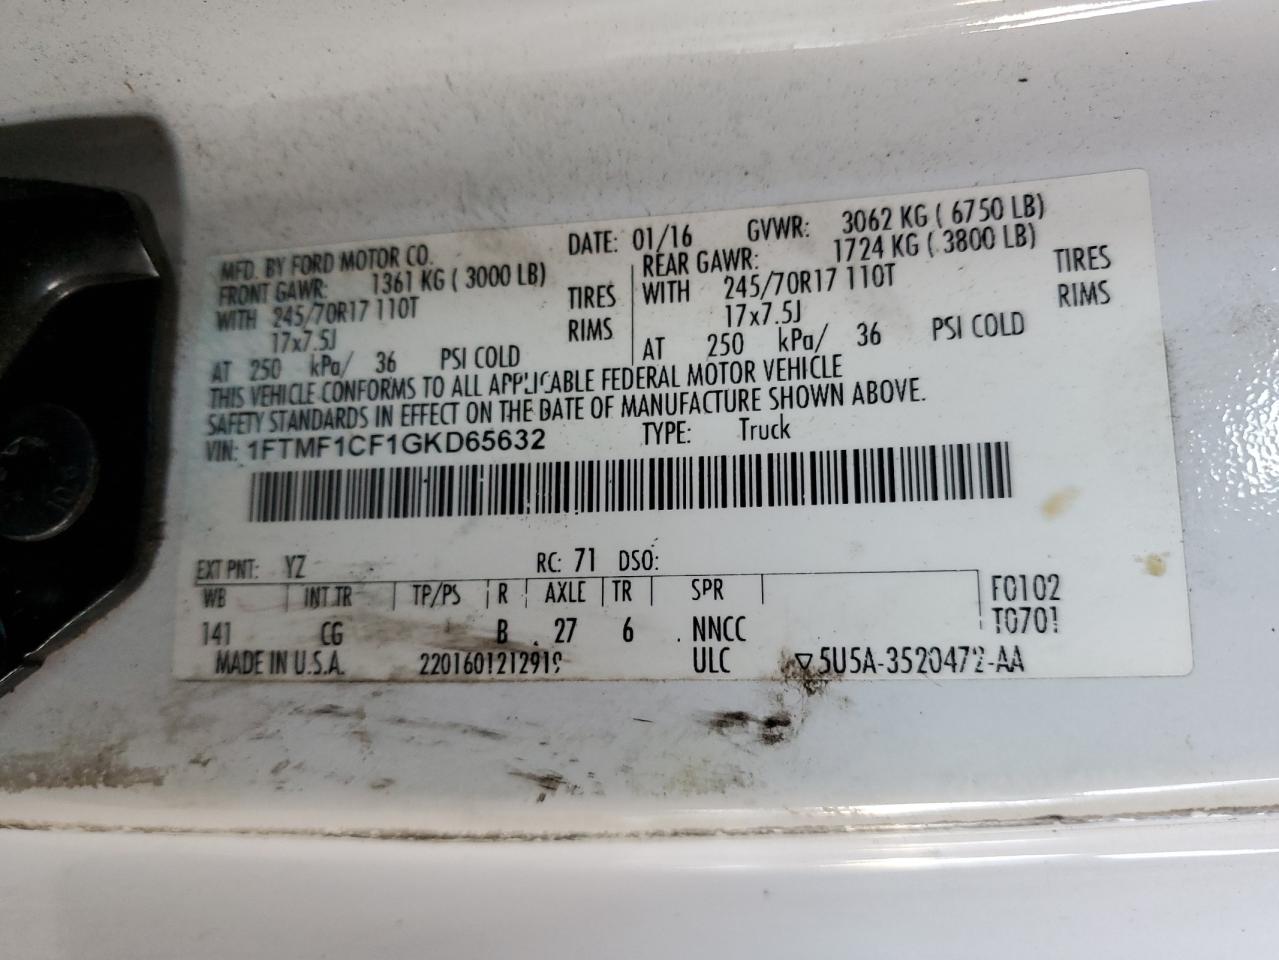 MFD. BY FORD MOTOR CO. DATE: 01/16 GVWR: 3062 KG ( 6750 LB)
FRONT GAWR: 1361 KG ( 3000 LB) REAR GAWR: 1724 KG ( 3800 LB)
WITH 245/70R17 110T TIRES WITH 245/70R17 110T TIRES
17x7.5J RIMS 17x7.5J RIMS
AT 250 kPa/ 36 PSI COLD AT 250 kPa/ 36 PSI COLD
THIS VEHICLE CONFORMS TO ALL APPLICABLE FEDERAL MOTOR VEHICLE
SAFETY STANDARDS IN EFFECT ON THE DATE OF MANUFACTURE SHOWN ABOVE.
VIN: 1FTMF1CF1GKD65632 TYPE: Truck
EXT PNT: YZ RC: 71 DSO:
WB INT TR TP/PS R AXLE TR SPR F0102
141 CG B 27 6 NNCC T0701
MADE IN U.S.A. 2201601212919 ULC ▽5U5A-3520472-AA